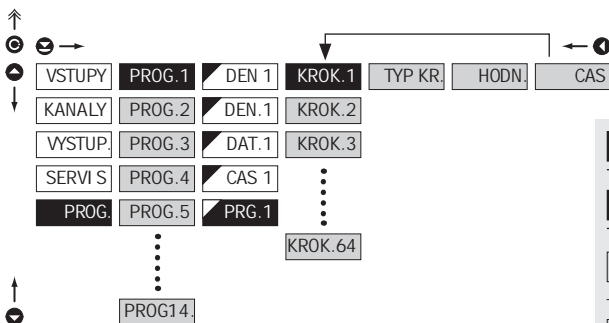 VSTUPY PROG.1 DEN 1 KROK.1 TYP KR. HODN. CAS
KANALY PROG.2 DEN.1 KROK.2
VYSTUP. PROG.3 DAT.1 KROK.3
SERVIS PROG.4 CAS 1
PROG. PROG.5 PRG.1
KROK.64
PROG14.